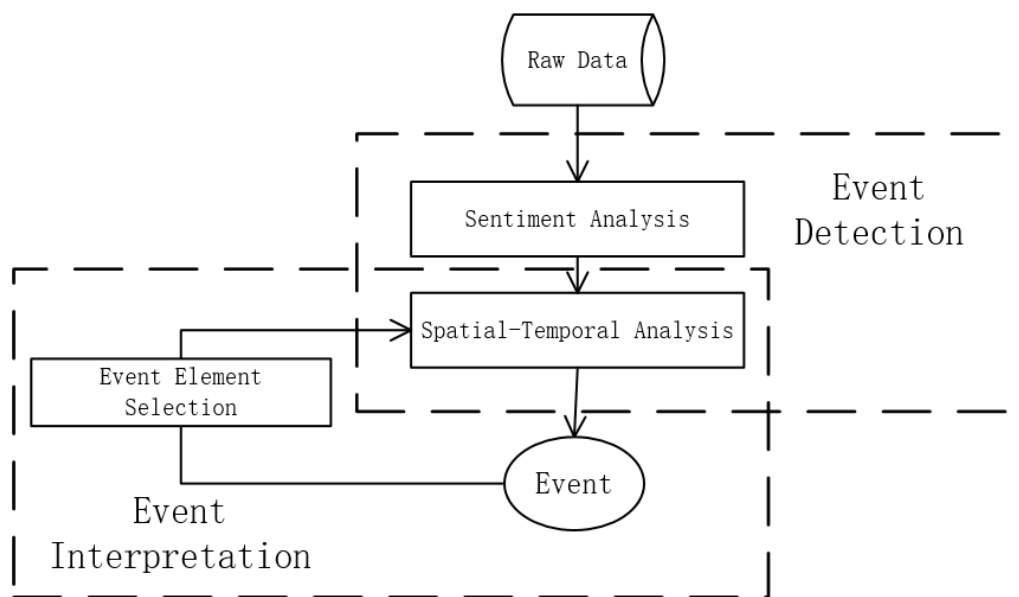 Raw Data
Event
Detection
Sentiment Analysis
Spatial-Temporal Analysis
Event Element
Selection
Event
Event
Interpretation